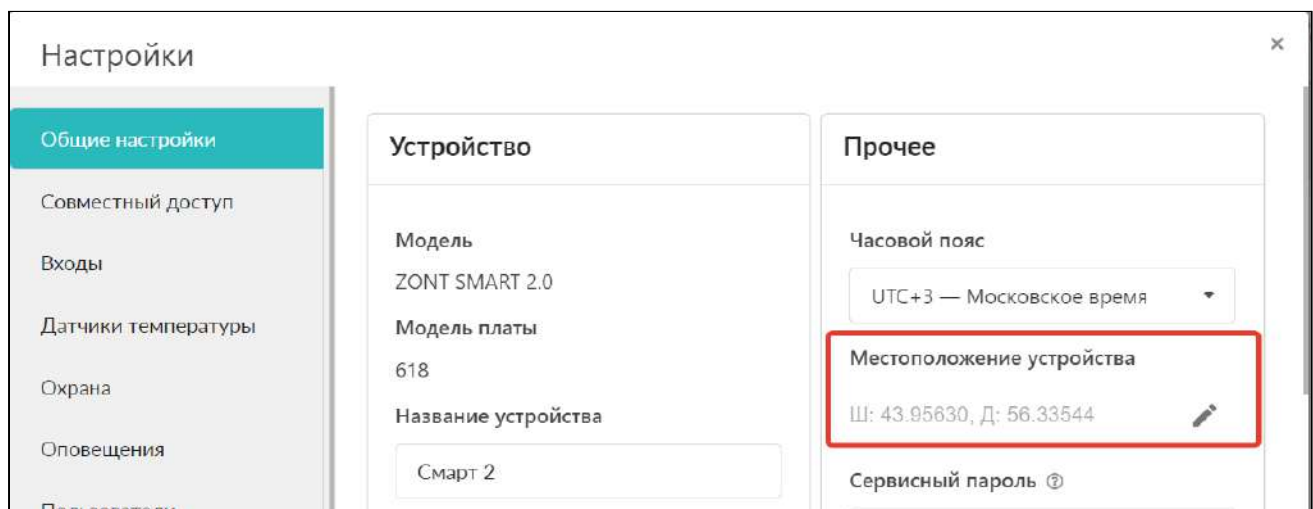 Настройки
×
Общие настройки
Совместный доступ
Входы
Датчики температуры
Охрана
Оповещения
Пользователи
Устройство
Модель
ZONT SMART 2.0
Модель платы
618
Название устройства
Смарт 2
Прочее
Часовой пояс
UTC+3 — Московское время
Местоположение устройства
Ш: 43.95630, Д: 56.33544
Сервисный пароль ?